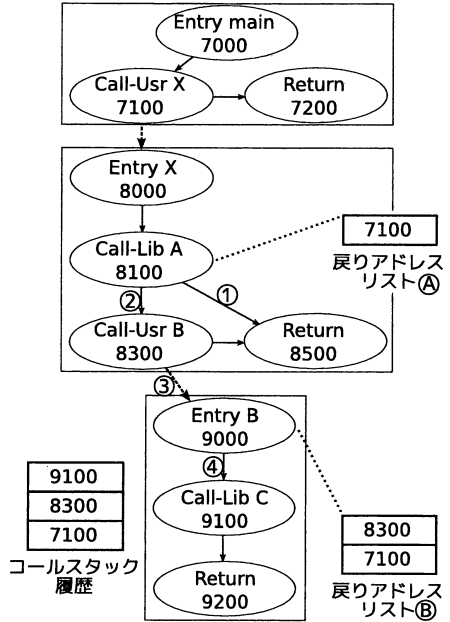 Entry main
7000
Call-Usr X
7100
Return
7200
Entry X
8000
Call-Lib A
8100
7100
戻りアドレス
リストⒶ
①
②
Call-Usr B
8300
Return
8500
③
Entry B
9000
④
Call-Lib C
9100
9100
8300
7100
コールスタック
履歴
8300
7100
戻りアドレス
リストⒷ
Return
9200